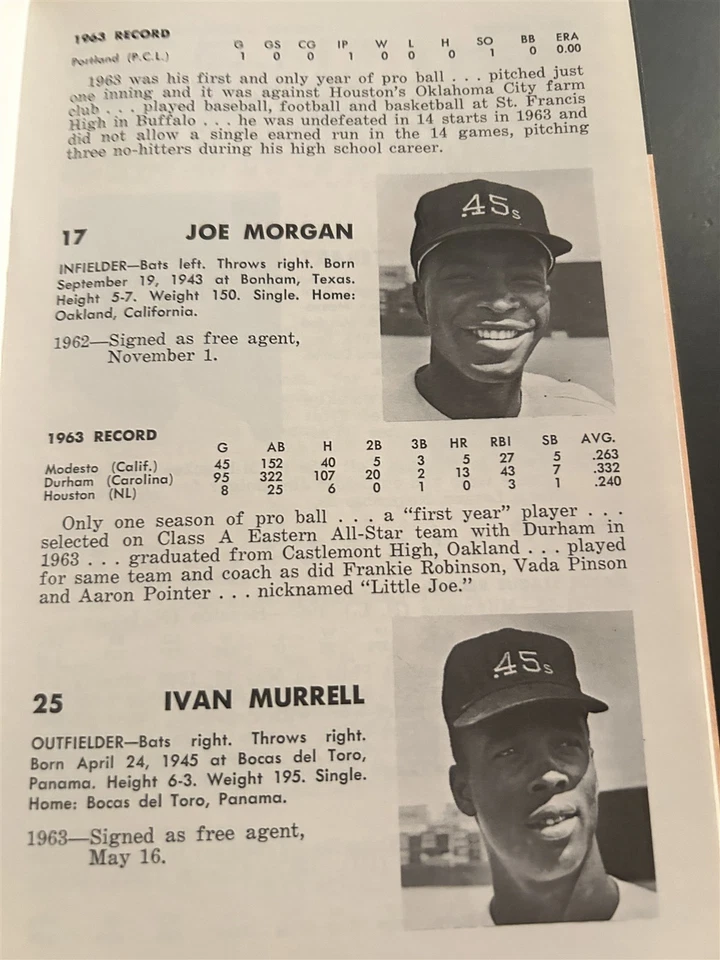 1963 RECORD
G GS CG IP W L H SO BB ERA
Portland (P.C.L.) 1 0 0 1 0 0 0 1 0 0.00
1963 was his first and only year of pro ball . . . pitched just
one inning and it was against Houston's Oklahoma City farm
club . . . played baseball, football and basketball at St. Francis
High in Buffalo . . . he was undefeated in 14 starts in 1963 and
did not allow a single earned run in the 14 games, pitching
three no-hitters during his high school career.
17 JOE MORGAN
INFIELDER—Bats left. Throws right. Born
September 19, 1943 at Bonham, Texas.
Height 5-7. Weight 150. Single. Home:
Oakland, California.
1962—Signed as free agent,
November 1.
.45s
1963 RECORD
G AB H 2B 3B HR RBI SB AVG.
Modesto (Calif.) 45 152 40 5 3 5 27 5 .263
Durham (Carolina) 95 322 107 20 2 13 43 7 .332
Houston (NL) 8 25 6 0 1 0 3 1 .240
Only one season of pro ball . . . a "first year" player . . .
selected on Class A Eastern All-Star team with Durham in
1963 . . . graduated from Castlemont High, Oakland . . . played
for same team and coach as did Frankie Robinson, Vada Pinson
and Aaron Pointer . . . nicknamed "Little Joe."
25 IVAN MURRELL
OUTFIELDER—Bats right. Throws right.
Born April 24, 1945 at Bocas del Toro,
Panama. Height 6-3. Weight 195. Single.
Home: Bocas del Toro, Panama.
1963—Signed as free agent,
May 16.
.45s